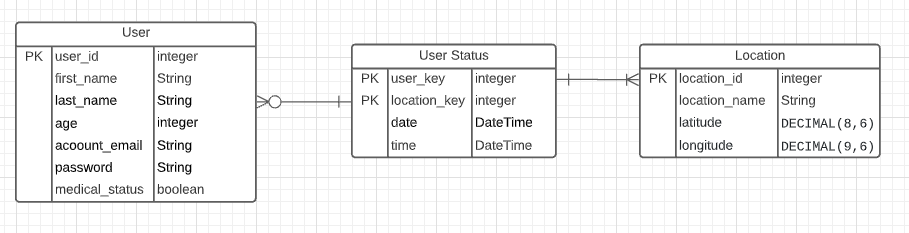 User
PK user_id integer
first_name String
last_name String
age integer
acoount_email String
password String
medical_status boolean
User Status
PK user_key integer
PK location_key integer
date DateTime
time DateTime
Location
PK location_id integer
location_name String
latitude DECIMAL(8,6)
longitude DECIMAL(9,6)